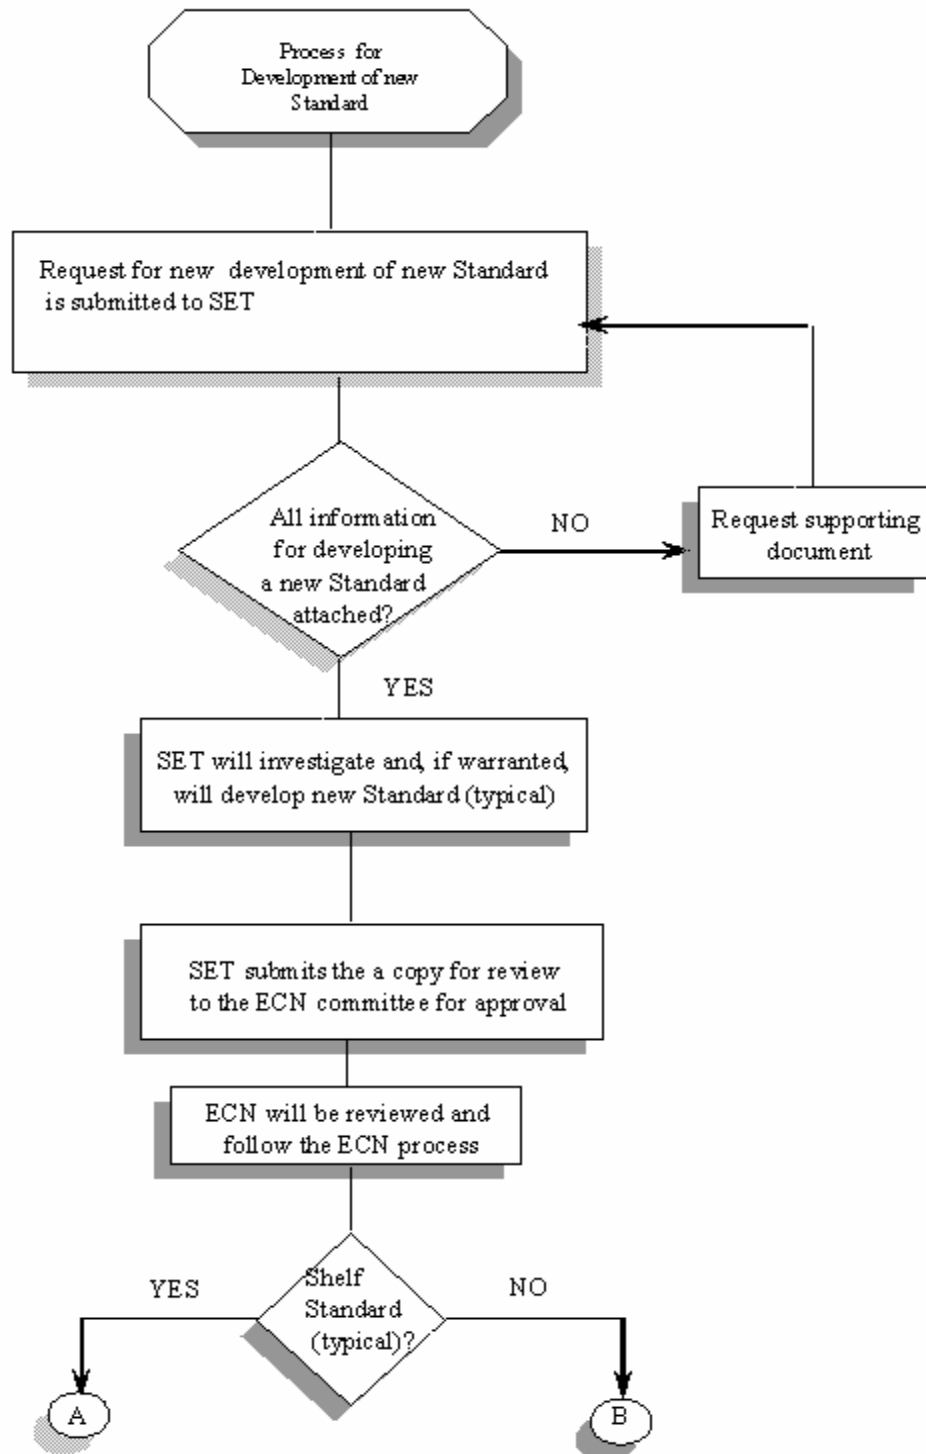 Process for
Development of new
Standard
Request for new development of new Standard
is submitted to SET
All information
for developing
a new Standard
attached?
NO
Request supporting
document
YES
SET will investigate and, if warranted,
will develop new Standard (typical)
SET submits the a copy for review
to the ECN committee for approval
ECN will be reviewed and
follow the ECN process
Shelf
Standard
(typical)?
YES
NO
A
B